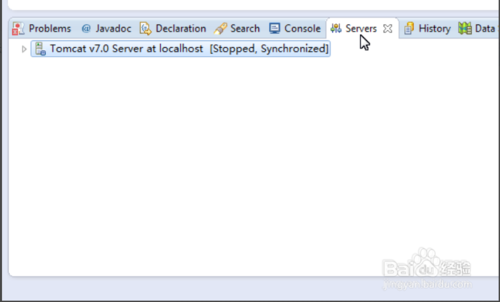 Problems @ Javadoc Declaration Search Console Servers History Data
Tomcat v7.0 Server at localhost [Stopped, Synchronized]
Baidu 经验
jingyan.baidu.com